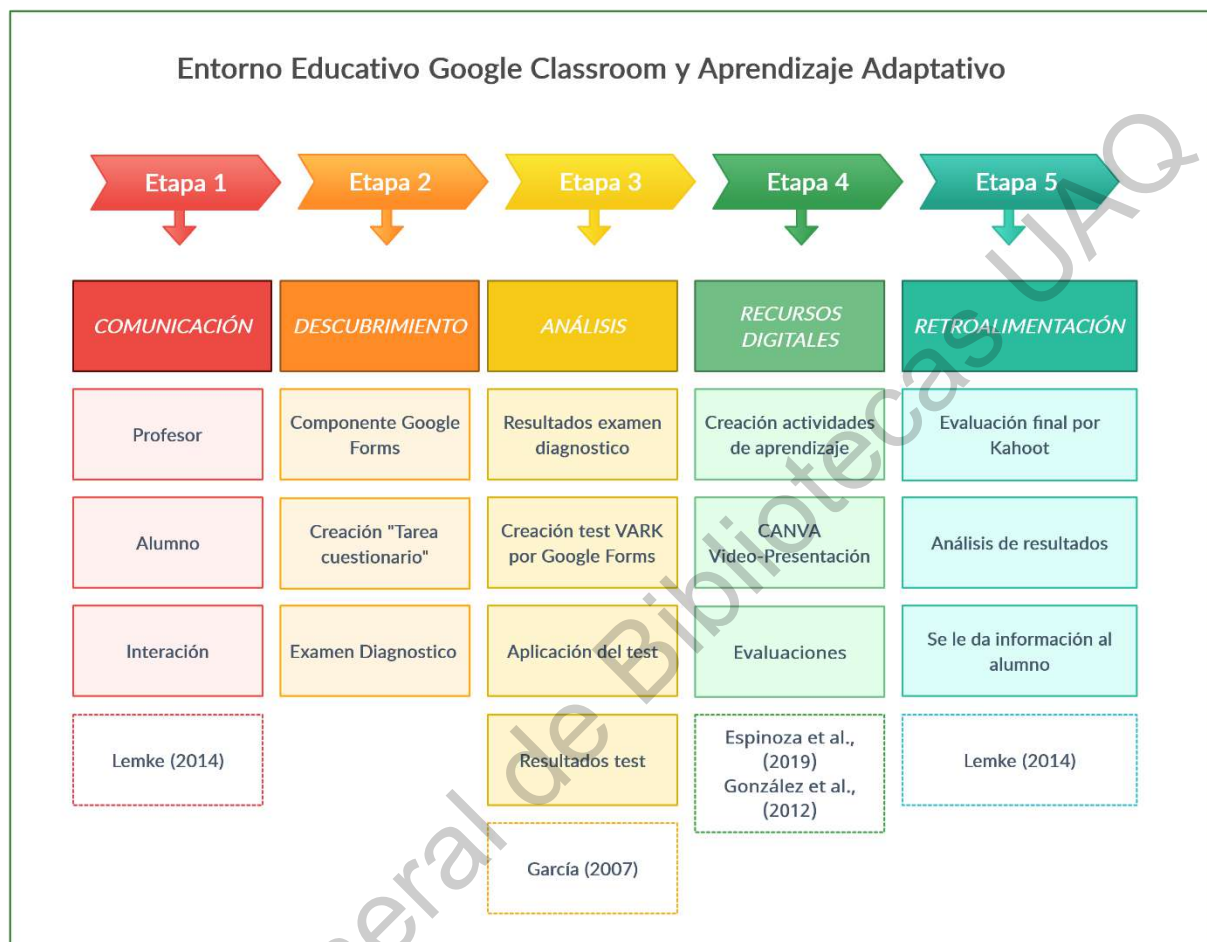 Entorno Educativo Google Classroom y Aprendizaje Adaptativo
Etapa 1
Etapa 2
Etapa 3
Etapa 4
Etapa 5
COMUNICACIÓN
DESCUBRIMIENTO
ANÁLISIS
RECURSOS
DIGITALES
RETROALIMENTACIÓN
Profesor
Componente Google
Forms
Resultados examen
diagnostico
Creación actividades
de aprendizaje
Evaluación final por
Kahoot
Alumno
Creación "Tarea
cuestionario"
Creación test VARK
por Google Forms
CANVA
Video-Presentación
Análisis de resultados
Interación
Examen Diagnostico
Aplicación del test
Evaluaciones
Se le da información al
alumno
Lemke (2014)
Resultados test
Espinoza et al.,
(2019)
González et al.,
(2012)
Lemke (2014)
García (2007)
eral de Bibliotecas UAQ